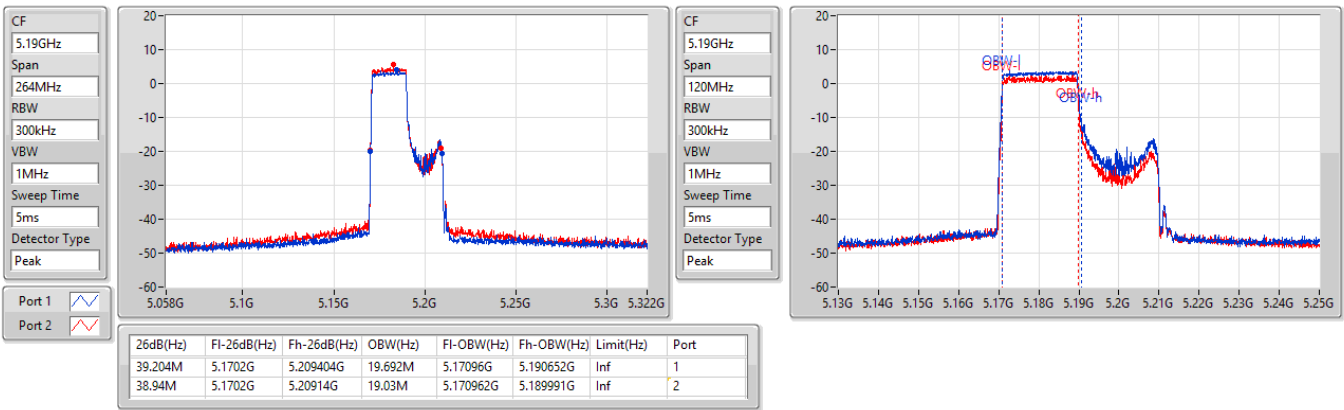 CF
5.19GHz
Span
264MHz
RBW
300kHz
VBW
1MHz
Sweep Time
5ms
Detector Type
Peak
Port 1
Port 2
20
10
0
-10
-20
-30
-40
-50
-60
5.058G 5.1G 5.15G 5.2G 5.25G 5.3G 5.322G
CF
5.19GHz
Span
120MHz
RBW
300kHz
VBW
1MHz
Sweep Time
5ms
Detector Type
Peak
20
10
0
-10
-20
-30
-40
-50
-60
OBW-l
OBW-l
OBW-h
OBW-h
5.13G 5.14G 5.15G 5.16G 5.17G 5.18G 5.19G 5.2G 5.21G 5.22G 5.23G 5.24G 5.25G
26dB(Hz) Fl-26dB(Hz) Fh-26dB(Hz) OBW(Hz) Fl-OBW(Hz) Fh-OBW(Hz) Limit(Hz) Port
39.204M 5.1702G 5.209404G 19.692M 5.17096G 5.190652G Inf 1
38.94M 5.1702G 5.20914G 19.03M 5.170962G 5.189991G Inf 2